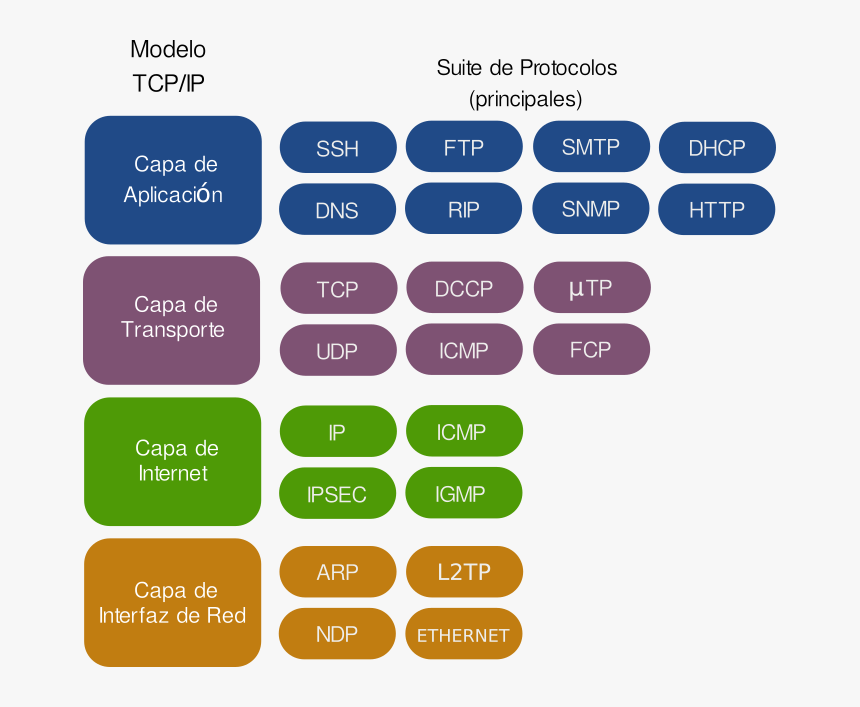 Modelo
TCP/IP
Suite de Protocolos
(principales)
Capa de
Aplicación
SSH FTP SMTP DHCP
DNS RIP SNMP HTTP
Capa de
Transporte
TCP DCCP µTP
UDP ICMP FCP
Capa de
Internet
IP ICMP
IPSEC IGMP
Capa de
Interfaz de Red
ARP L2TP
NDP ETHERNET